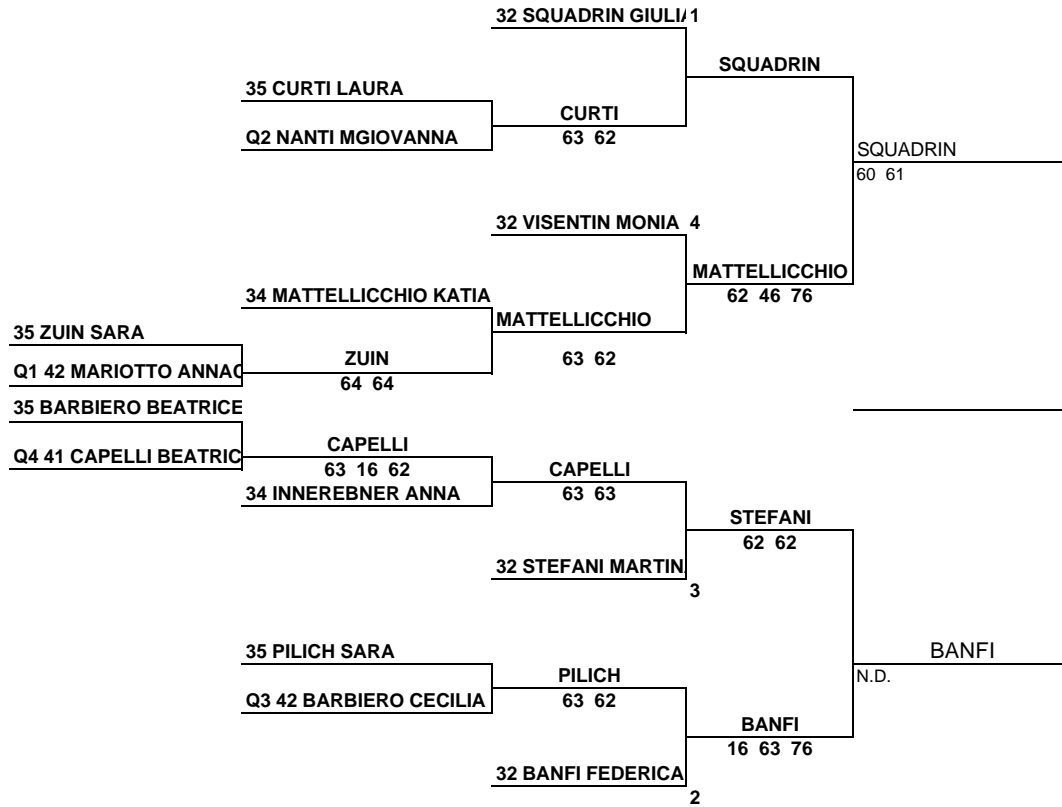 32 SQUADRIN GIULIA 1
SQUADRIN
35 CURTI LAURA
CURTI
63 62
Q2 NANTI MGIOVANNA
SQUADRIN
60 61
32 VISENTIN MONIA 4
MATTELLICCHIO
62 46 76
34 MATTELLICCHIO KATIA
MATTELLICCHIO
63 62
35 ZUIN SARA
ZUIN
64 64
Q1 42 MARIOTTO ANNAC
35 BARBIERO BEATRICE
CAPELLI
63 16 62
Q4 41 CAPELLI BEATRIC
CAPELLI
63 63
34 INNEREBNER ANNA
STEFANI
62 62
32 STEFANI MARTINA
3
35 PILICH SARA
BANFI
N.D.
PILICH
63 62
Q3 42 BARBIERO CECILIA
BANFI
16 63 76
32 BANFI FEDERICA
2